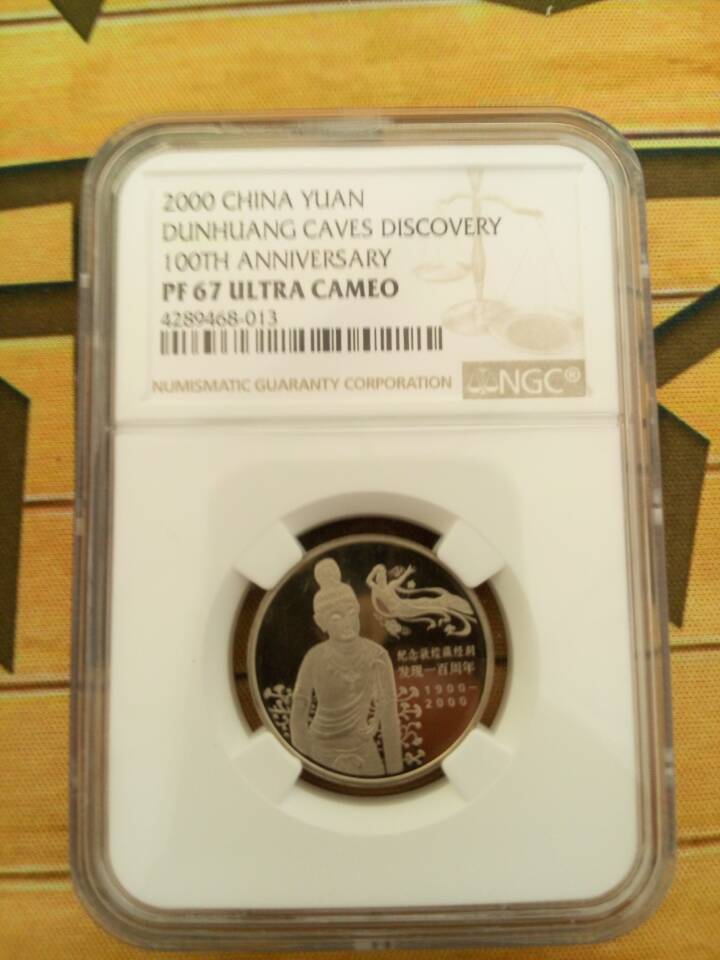 2000 CHINA YUAN
DUNHUANG CAVES DISCOVERY
100TH ANNIVERSARY
PF 67 ULTRA CAMEO
4289468-013
NUMISMATIC GUARANTY CORPORATION
NGC®
纪念敦煌藏经洞
发现一百周年
1900-
2000